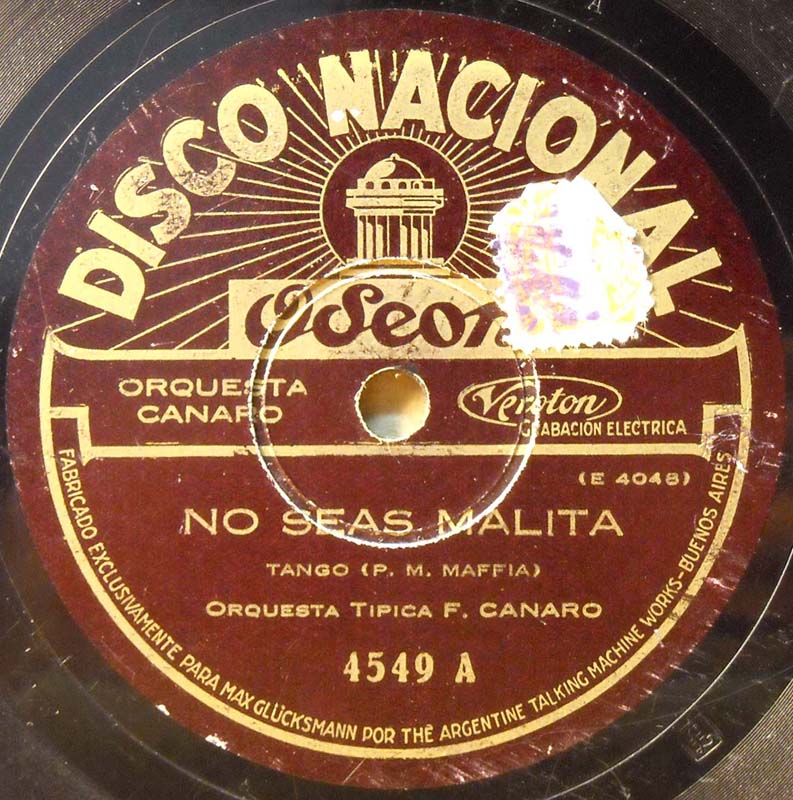 DISCO NACIONAL
Odeon
ORQUESTA
CANARO
Veroton
GRABACIÓN ELECTRICA
(E 4048)
NO SEAS MALITA
TANGO (P. M. MAFFIA)
ORQUESTA TIPICA F. CANARO
4549 A
FABRICADO EXCLUSIVAMENTE PARA MAX GLÜCKSMANN POR THE ARGENTINE TALKING MACHINE WORKS-BUENOS AIRES